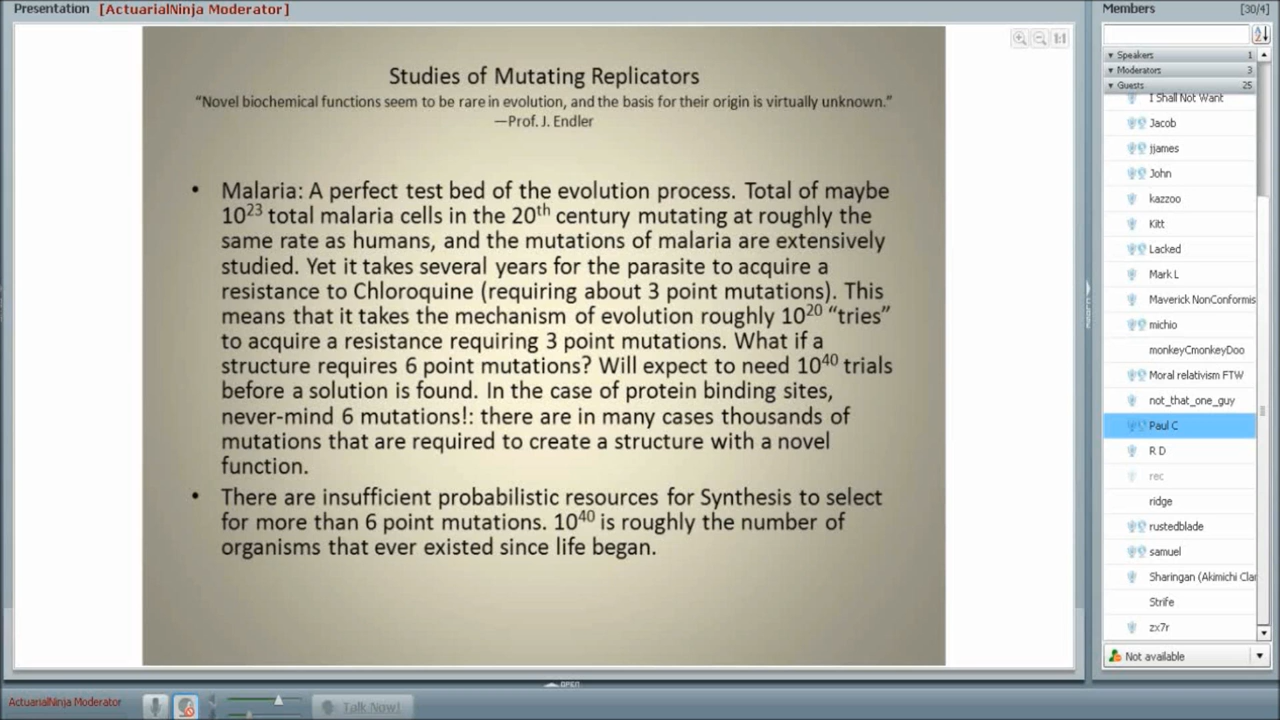 Presentation [ActuarialNinja Moderator]
Studies of Mutating Replicators
“Novel biochemical functions seem to be rare in evolution, and the basis for their origin is virtually unknown.”
—Prof. J. Endler
• Malaria: A perfect test bed of the evolution process. Total of maybe
10²³ total malaria cells in the 20ᵗʰ century mutating at roughly the
same rate as humans, and the mutations of malaria are extensively
studied. Yet it takes several years for the parasite to acquire a
resistance to Chloroquine (requiring about 3 point mutations). This
means that it takes the mechanism of evolution roughly 10²⁰ “tries”
to acquire a resistance requiring 3 point mutations. What if a
structure requires 6 point mutations? Will expect to need 10⁴⁰ trials
before a solution is found. In the case of protein binding sites,
never-mind 6 mutations!: there are in many cases thousands of
mutations that are required to create a structure with a novel
function.
• There are insufficient probabilistic resources for Synthesis to select
for more than 6 point mutations. 10⁴⁰ is roughly the number of
organisms that ever existed since life began.
Members [30/4]
Speakers 1
Moderators 3
Guests 25
I Shall Not Want
Jacob
jjames
John
kazzoo
Kitt
Lacked
Mark L
Maverick NonConformis
michio
monkeyCmonkeyDoo
Moral relativism FTW
not_that_one_guy
Paul C
R D
rec
ridge
rustedblade
samuel
Sharingan (Akimichi Cla
Strife
zx7r
Not available
OPEN
ActuarialNinja Moderator
Talk Now!
1:1